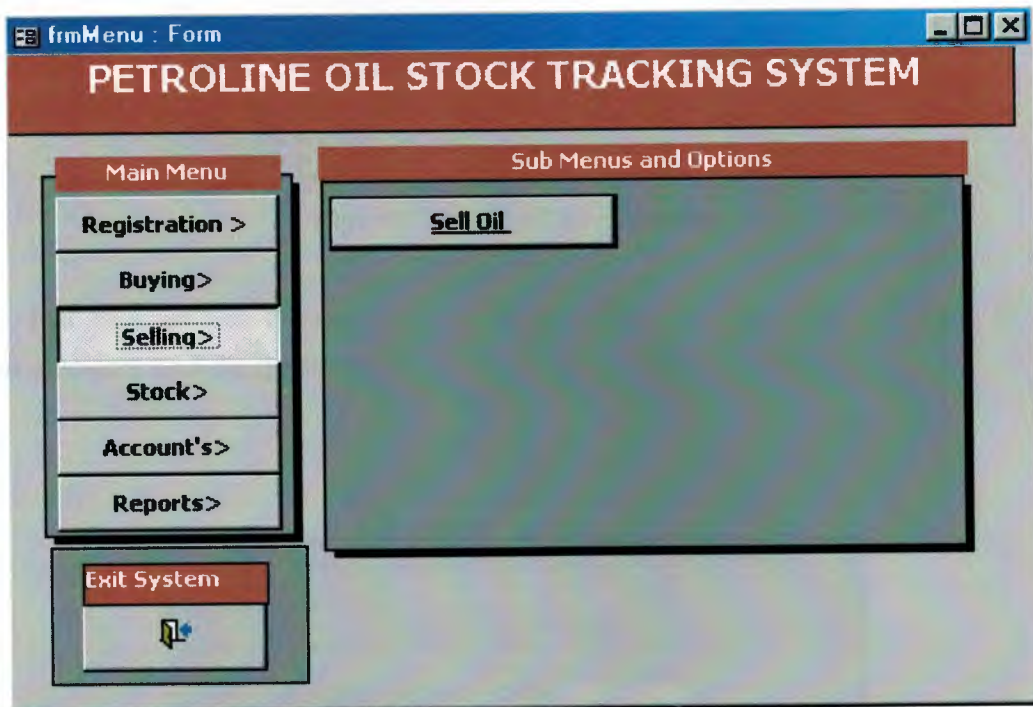 frmMenu : Form
PETROLINE OIL STOCK TRACKING SYSTEM
Main Menu
Registration >
Buying>
Selling>
Stock>
Account's>
Reports>
Sub Menus and Options
Sell Oil
Exit System